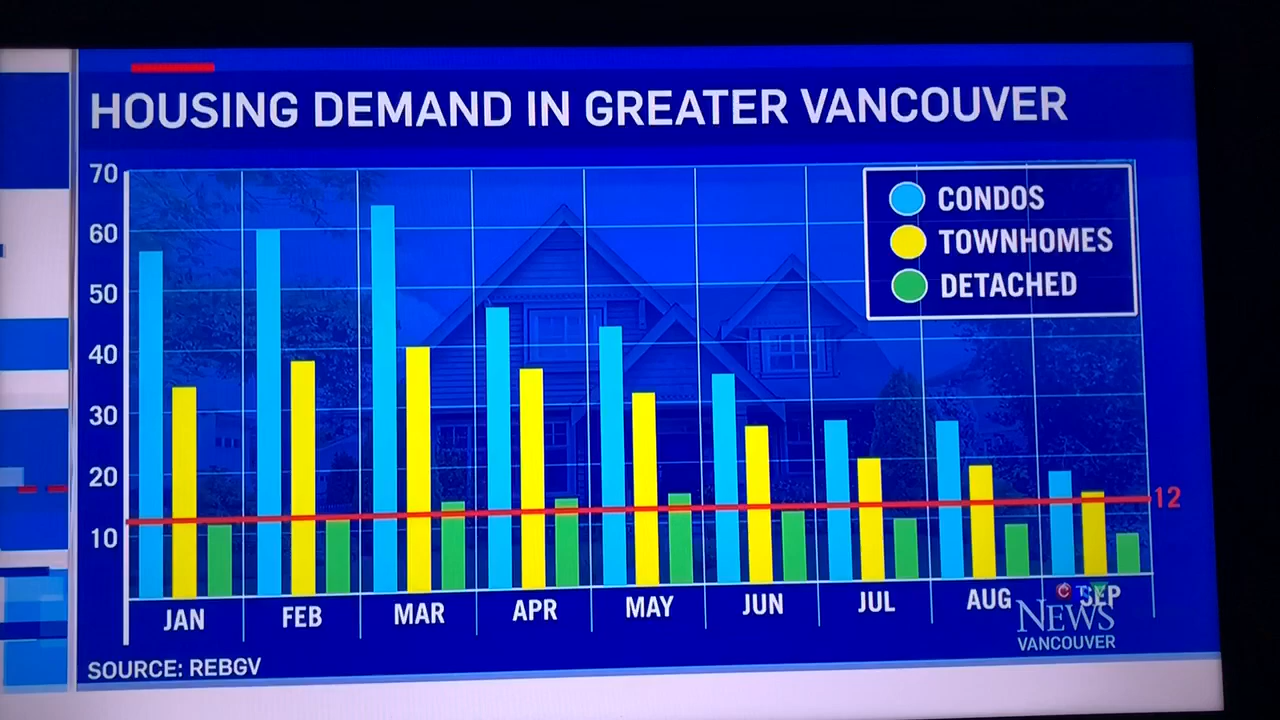 HOUSING DEMAND IN GREATER VANCOUVER
70
60
50
40
30
20
10
CONDOS
TOWNHOMES
DETACHED
12
JAN FEB MAR APR MAY JUN JUL AUG SEP
CTV
NEWS
VANCOUVER
SOURCE: REBGV